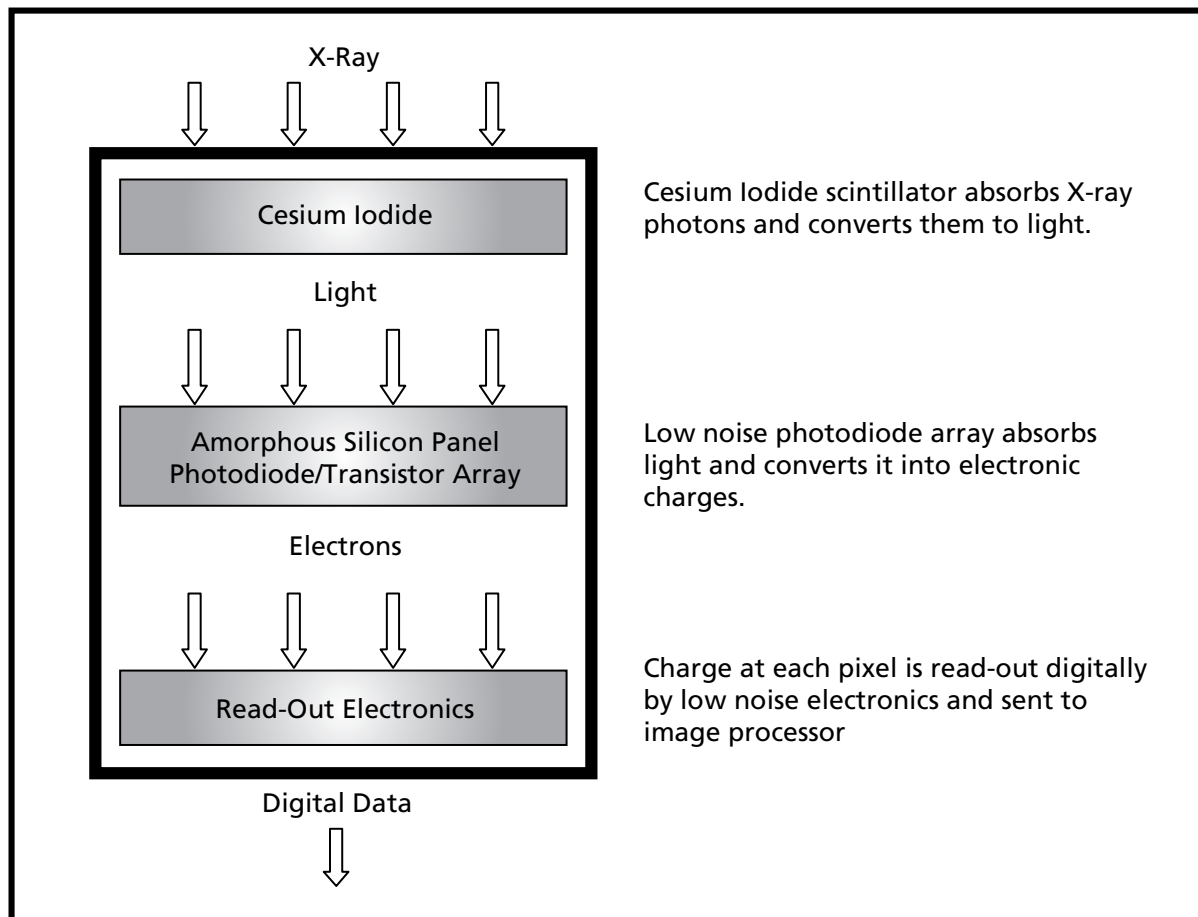 X-Ray
Cesium Iodide
Cesium Iodide scintillator absorbs X-ray
photons and converts them to light.
Light
Amorphous Silicon Panel
Photodiode/Transistor Array
Low noise photodiode array absorbs
light and converts it into electronic
charges.
Electrons
Read-Out Electronics
Charge at each pixel is read-out digitally
by low noise electronics and sent to
image processor
Digital Data